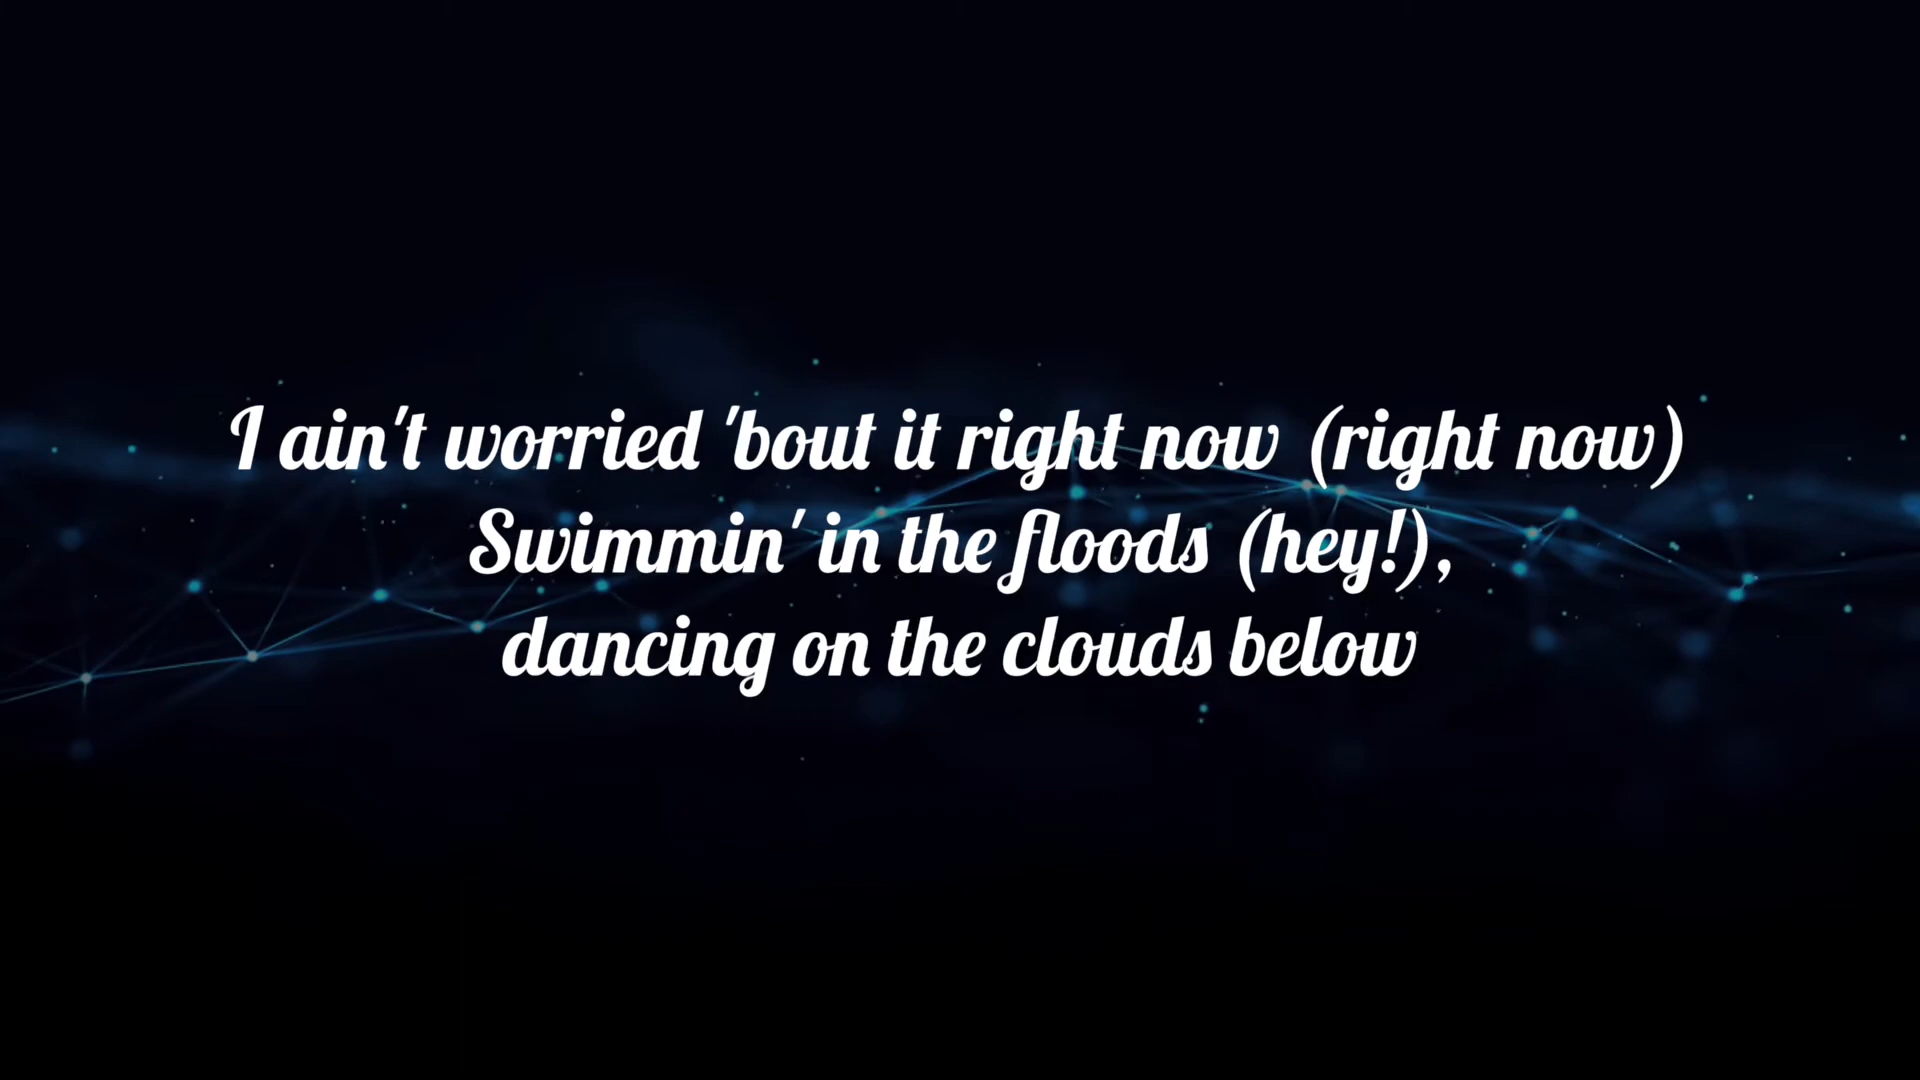 I ain't worried 'bout it right now (right now)
Swimmin' in the floods (hey!),
dancing on the clouds below